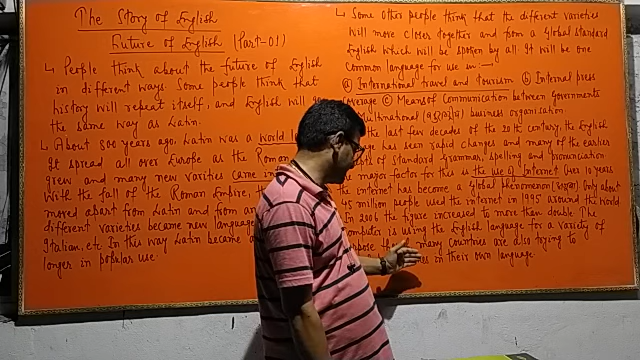 The Story of English
Future of English (Part-01)
↳ People think about the future of English
in different ways. Some people think that
history will repeat itself, and English will go
the same way as Latin.
↳ About 500 years ago, Latin was a world
It spread all over Europe as the Roman
grew and many new varities came in
With the fall of the Roman Empire,
moved apart from Latin and from
different varities became new language
Italian, etc In this way Latin became
longer in popular use
↳ Some other people think that the different varieties
will move closer together and from a Global standard
English which will be spoken by all. It will be one
common language for use in :—
ⓐ International travel and tourism ⓑ Internal press
Coverage ⓒ Means of Communication between Governments
Multinational business organisation
the last few decades of the 20th century, the English
has seen rapid changes and many of the earlier
of standard Grammar, spelling and pronunciation
major factor for this is the use of Internet Over 10 years
the internet has become a Global phenomenon Only about
million people used the internet in 1995 around the world
In 2006 the figure increased to more than double The
computer is using the English language for a variety of
many countries are also trying to
in their own language.